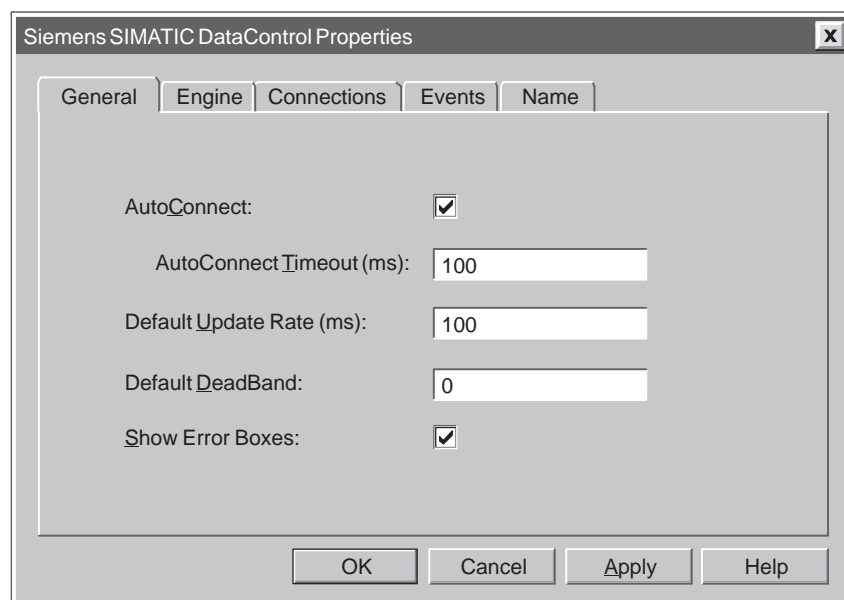 Siemens SIMATIC DataControl Properties
X
General Engine Connections Events Name
AutoConnect:
AutoConnect Timeout (ms): 100
Default Update Rate (ms): 100
Default DeadBand: 0
Show Error Boxes:
OK Cancel Apply Help